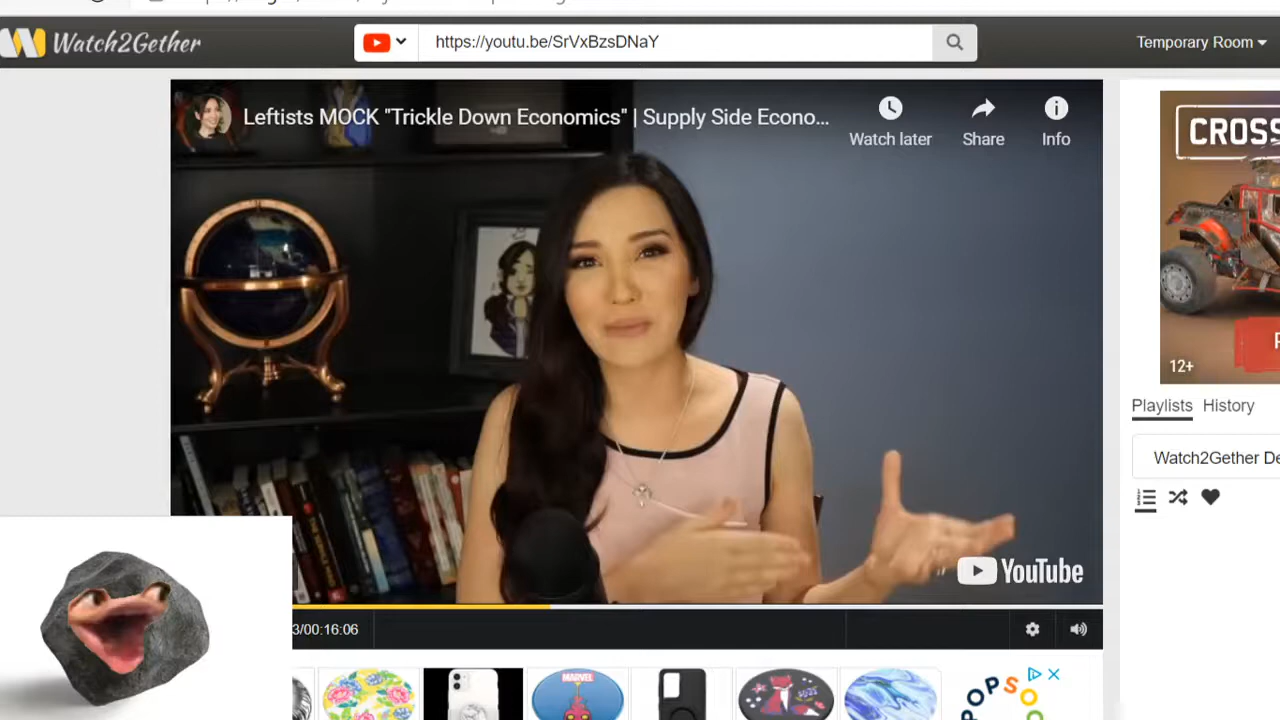 Watch2Gether
https://youtu.be/SrVxBzsDNaY
Temporary Room
Leftists MOCK "Trickle Down Economics" | Supply Side Econo...
Watch later
Share
Info
CROSS
12+
Playlists History
Watch2Gether De
YouTube
3/00:16:06
MARVEL
POPSO